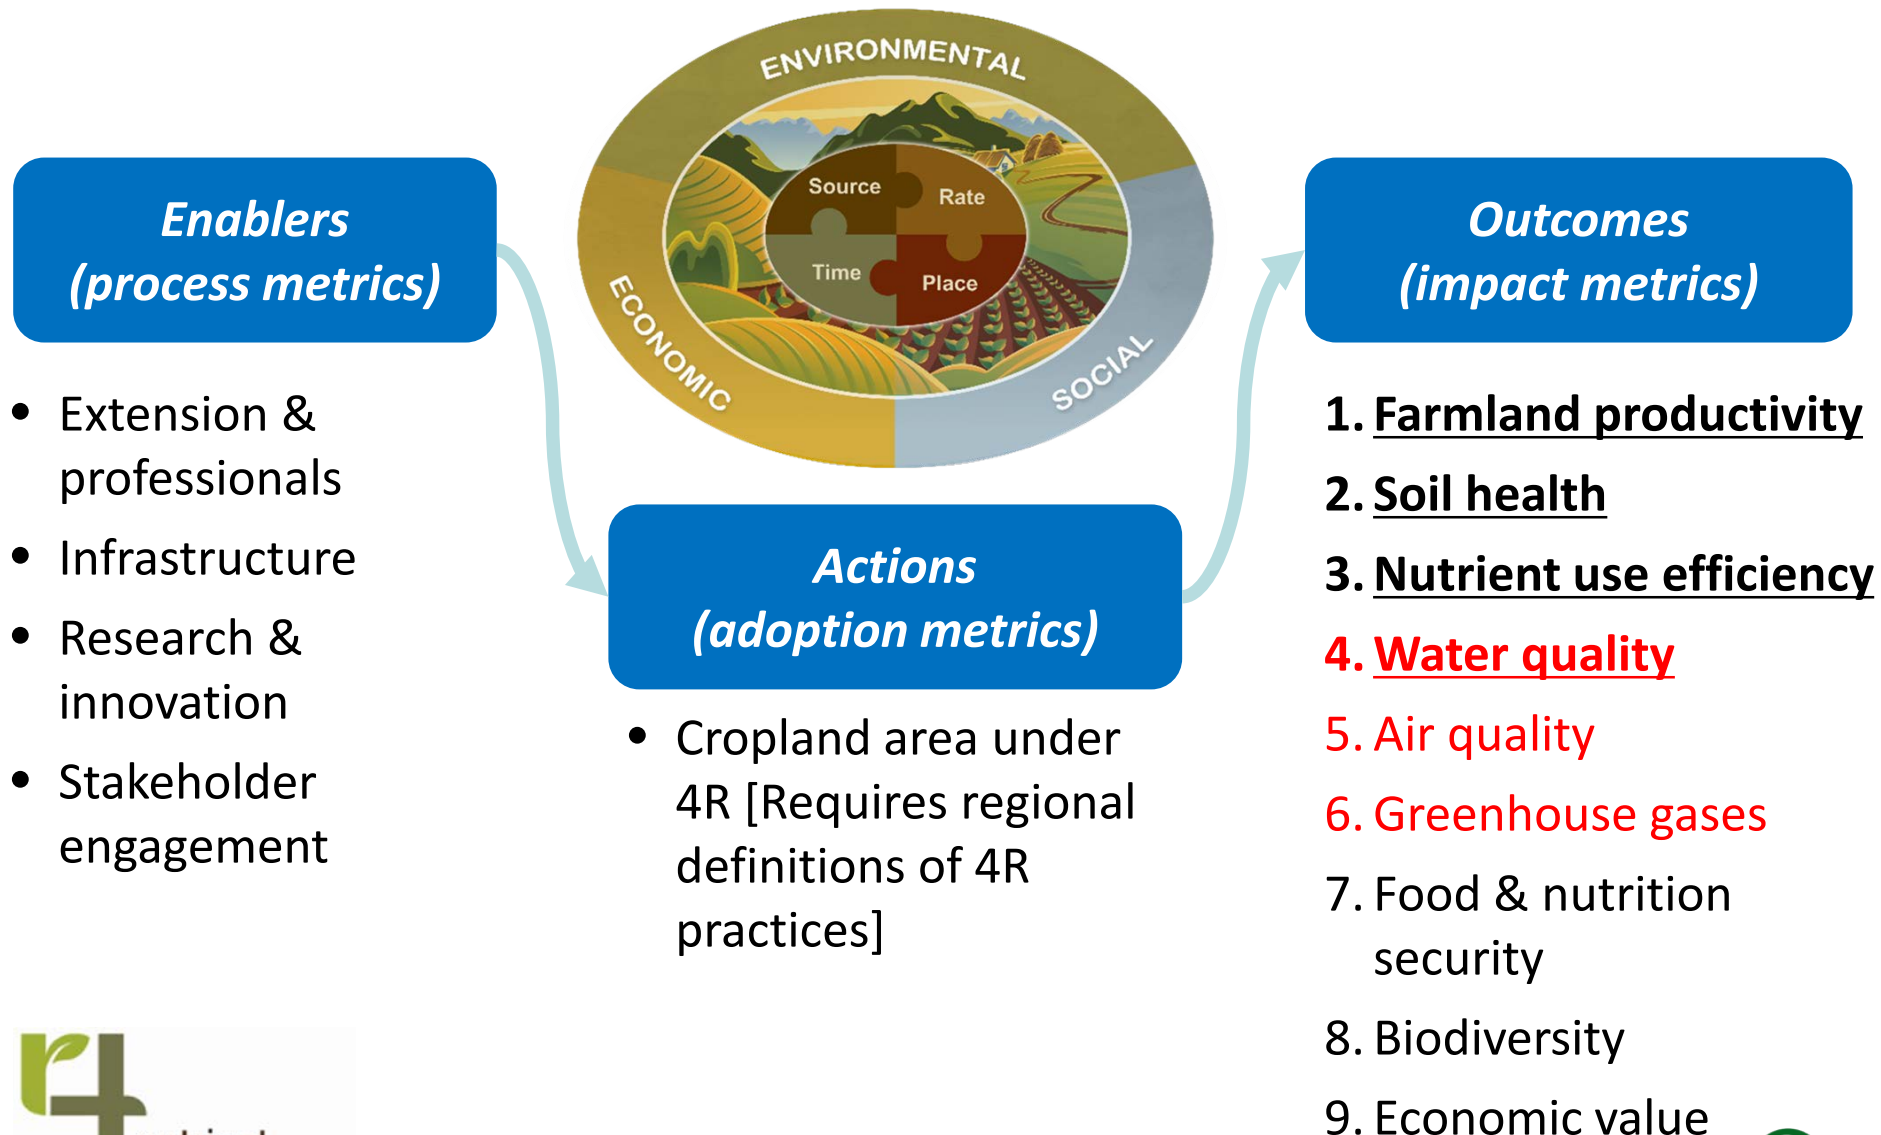 ENVIRONMENTAL
ECONOMIC
SOCIAL
Source
Rate
Time
Place
Enablers
(process metrics)
• Extension &
professionals
• Infrastructure
• Research &
innovation
• Stakeholder
engagement
Actions
(adoption metrics)
• Cropland area under
4R [Requires regional
definitions of 4R
practices]
Outcomes
(impact metrics)
1. Farmland productivity
2. Soil health
3. Nutrient use efficiency
4. Water quality
5. Air quality
6. Greenhouse gases
7. Food & nutrition
security
8. Biodiversity
9. Economic value
r4